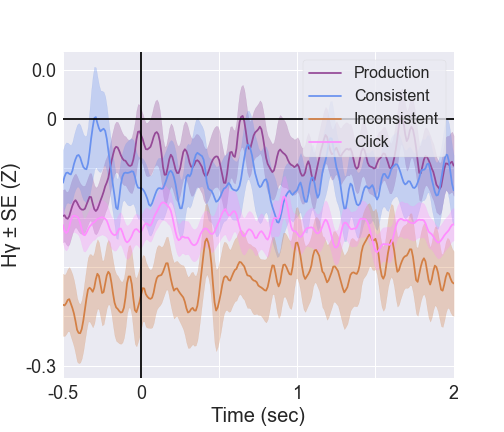 Production
Consistent
Inconsistent
Click
0.0
0
-0.3
Hγ ± SE (Z)
-0.5
0
1
2
Time (sec)